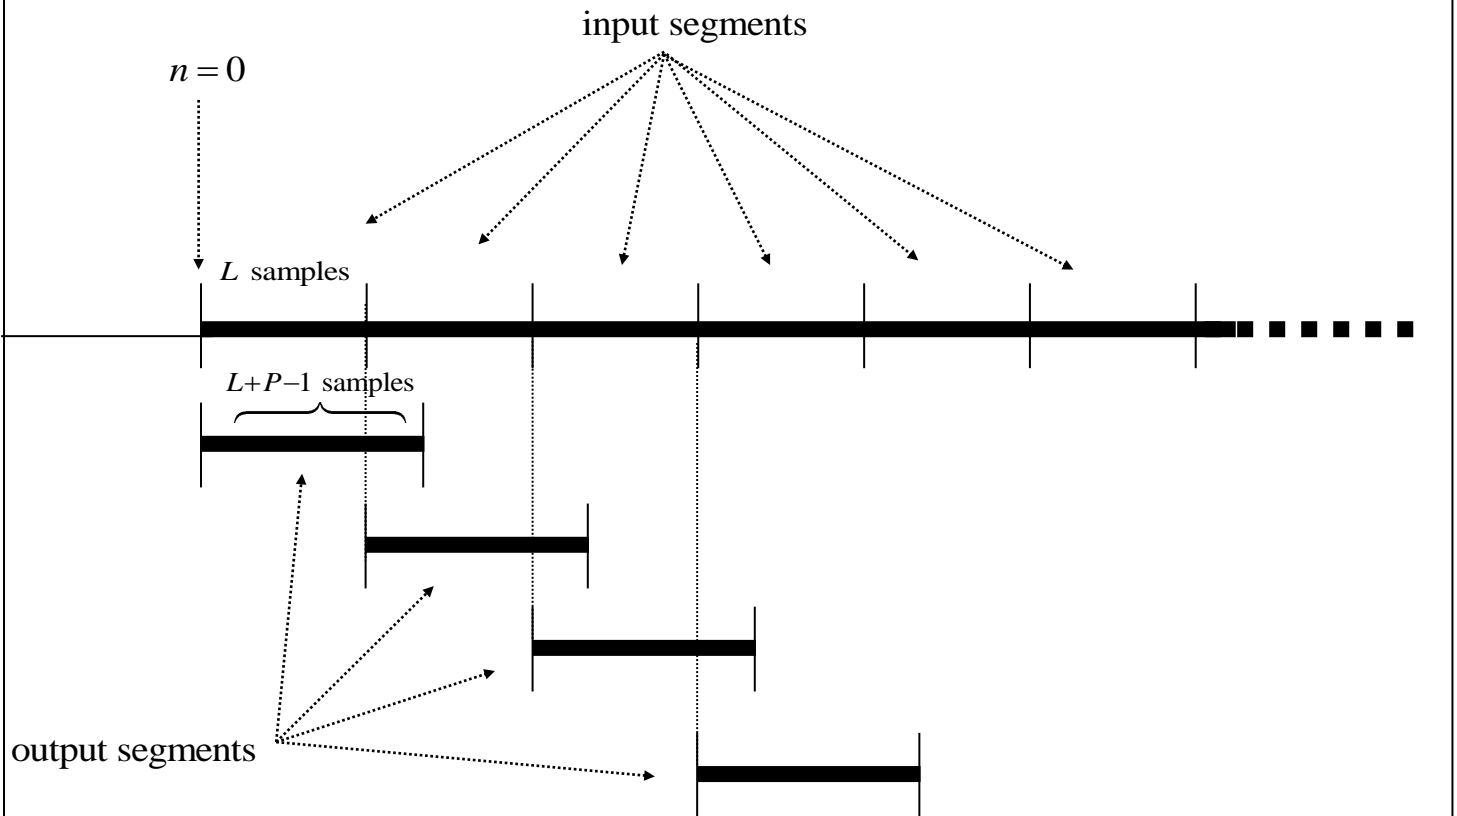 input segments
n = 0
L samples
L+P−1 samples
output segments